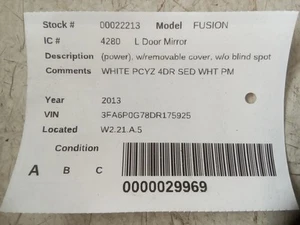 Stock # 00022213 Model FUSION
IC # 4280 L Door Mirror
Description (power), w/removable cover, w/o blind spot
Comments WHITE PCYZ 4DR SED WHT PM
Year 2013
VIN 3FA6P0G78DR175925
Located W2.21.A.5
Condition
A B C
0000029969